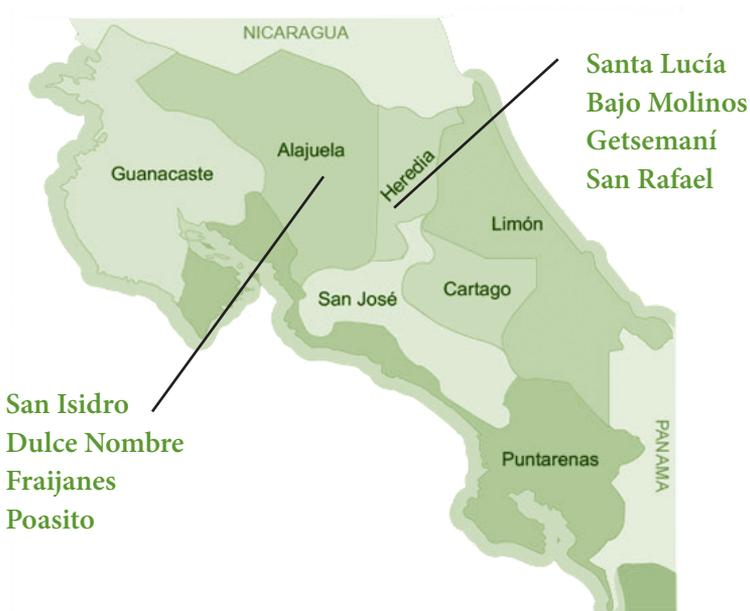 NICARAGUA
Santa Lucía
Bajo Molinos
Getsemaní
San Rafael
Alajuela
Guanacaste
Heredia
Limón
San José
Cartago
San Isidro
Dulce Nombre
Fraijanes
Poasito
Puntarenas
PANAMA